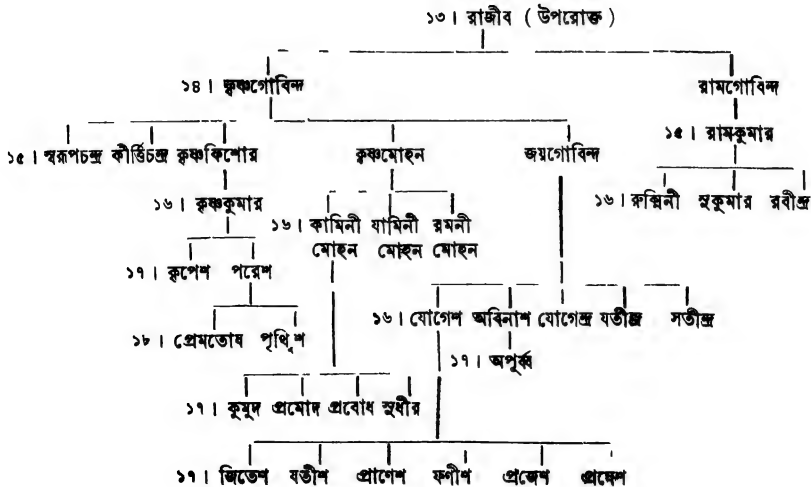 ১৩। রাজীব ( উপরোক্ত )
১৪। কৃষ্ণগোবিন্দ রামগোবিন্দ
১৫। স্বরূপচন্দ্র কীর্ত্তিচন্দ্র কৃষ্ণকিশোর কৃষ্ণমোহন জয়গোবিন্দ ১৫। রামকুমার
১৬। কৃষ্ণকুমার ১৬। কামিনী যামিনী রমনী ১৬। রুক্মিনী সুকুমার রবীন্দ্র
মোহন মোহন মোহন
১৭। কৃপেশ পরেশ
১৬। যোগেশ অবিনাশ যোগেন্দ্র যতীন্দ্র সতীন্দ্র
১৮। প্রেমতোষ পৃথ্বিশ
১৭। অপূর্ব্ব
১৭। কুমুদ প্রমোদ প্রবোধ সুধীর
১৭। জিতেশ যতীশ প্রাণেশ ফণীশ